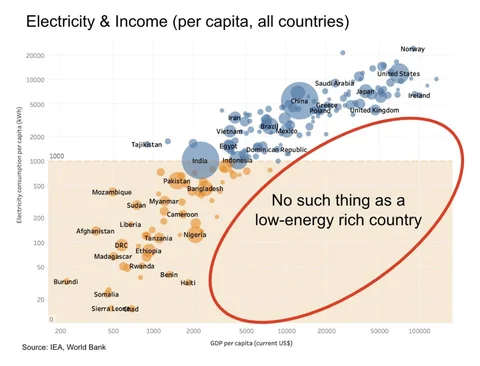 Electricity & Income (per capita, all countries)
Electricity consumption per capita (kWh)
20000
10000
5000
2000
1000
500
200
100
50
20
0
1000
Norway
United States
Saudi Arabia
Japan
Ireland
China
Greece
Poland
United Kingdom
Iran
Brazil
Mexico
Vietnam
Tajikistan
Egypt
Dominican Republic
India
Indonesia
Pakistan
Bangladesh
Mozambique
Sudan
Myanmar
Cameroon
Liberia
Afghanistan
Tanzania
Nigeria
DRC
Ethiopia
Madagascar
Rwanda
Burundi
Benin
Haiti
Somalia
Sierra Leone
Chad
No such thing as a
low-energy rich country
200
500
1000
2000
5000
10000
20000
50000
100000
GDP per capita (current US$)
Source: IEA, World Bank